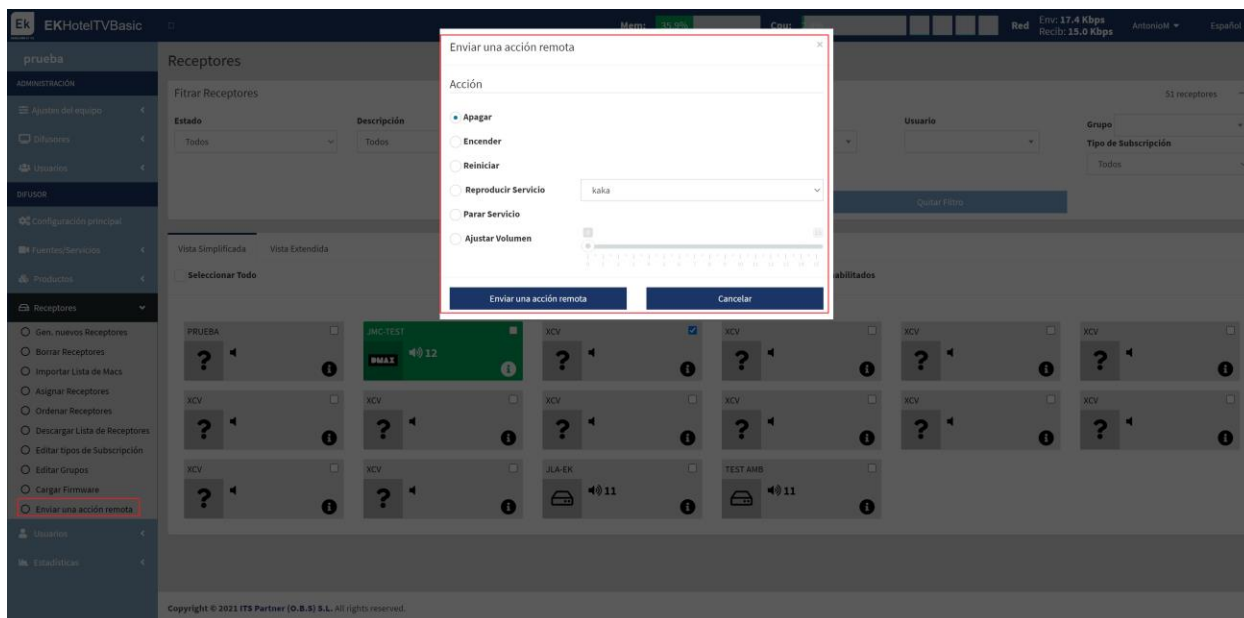 Ek EKHotelTVBasic
Mem: 35.9% Cpu:
Red Env: 17.4 Kbps
Recib: 15.0 Kbps
AntonioM
Español
prueba
ADMINISTRACIÓN
Ajustes del equipo
Difusores
Usuarios
DIFUSOR
Configuración principal
Fuentes/Servicios
Productos
Receptores
Gen. nuevos Receptores
Borrar Receptores
Importar Lista de Macs
Asignar Receptores
Ordenar Receptores
Descargar Lista de Receptores
Editar tipos de Subscripción
Editar Grupos
Cargar Firmware
Enviar una acción remota
Usuarios
Estadísticas
Receptores
Fitrar Receptores
51 receptores
Estado
Todos
Descripción
Todos
Usuario
Grupo
Tipo de Subscripción
Todos
Quitar Filtro
Enviar una acción remota
Acción
Apagar
Encender
Reiniciar
Reproducir Servicio kaka
Parar Servicio
Ajustar Volumen
Enviar una acción remota Cancelar
Vista Simplificada Vista Extendida
Seleccionar Todo
abilitados
PRUEBA JMC-TEST XCV XCV XCV XCV
DMAX 12
XCV XCV XCV XCV XCV XCV
XCV XCV JLA-EK TEST AMB
11 11
Copyright © 2021 ITS Partner (O.B.S) S.L. All rights reserved.